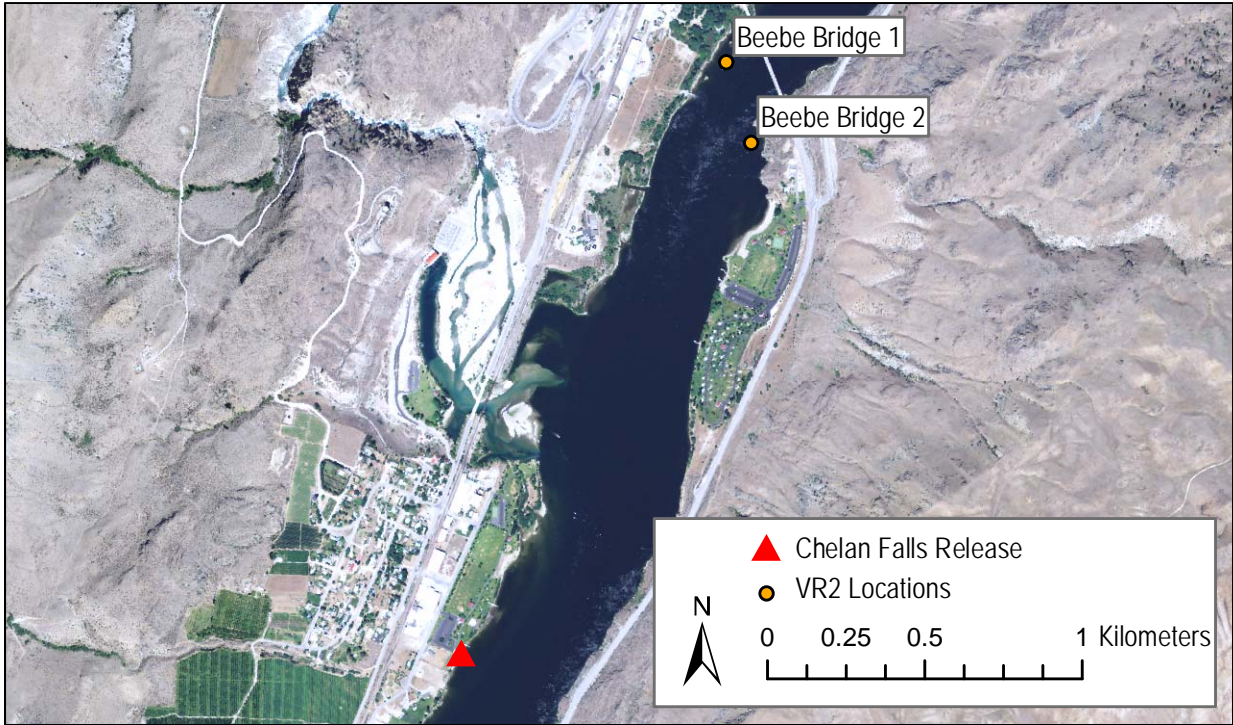 Beebe Bridge 1
Beebe Bridge 2
Chelan Falls Release
VR2 Locations
N
0 0.25 0.5 1 Kilometers